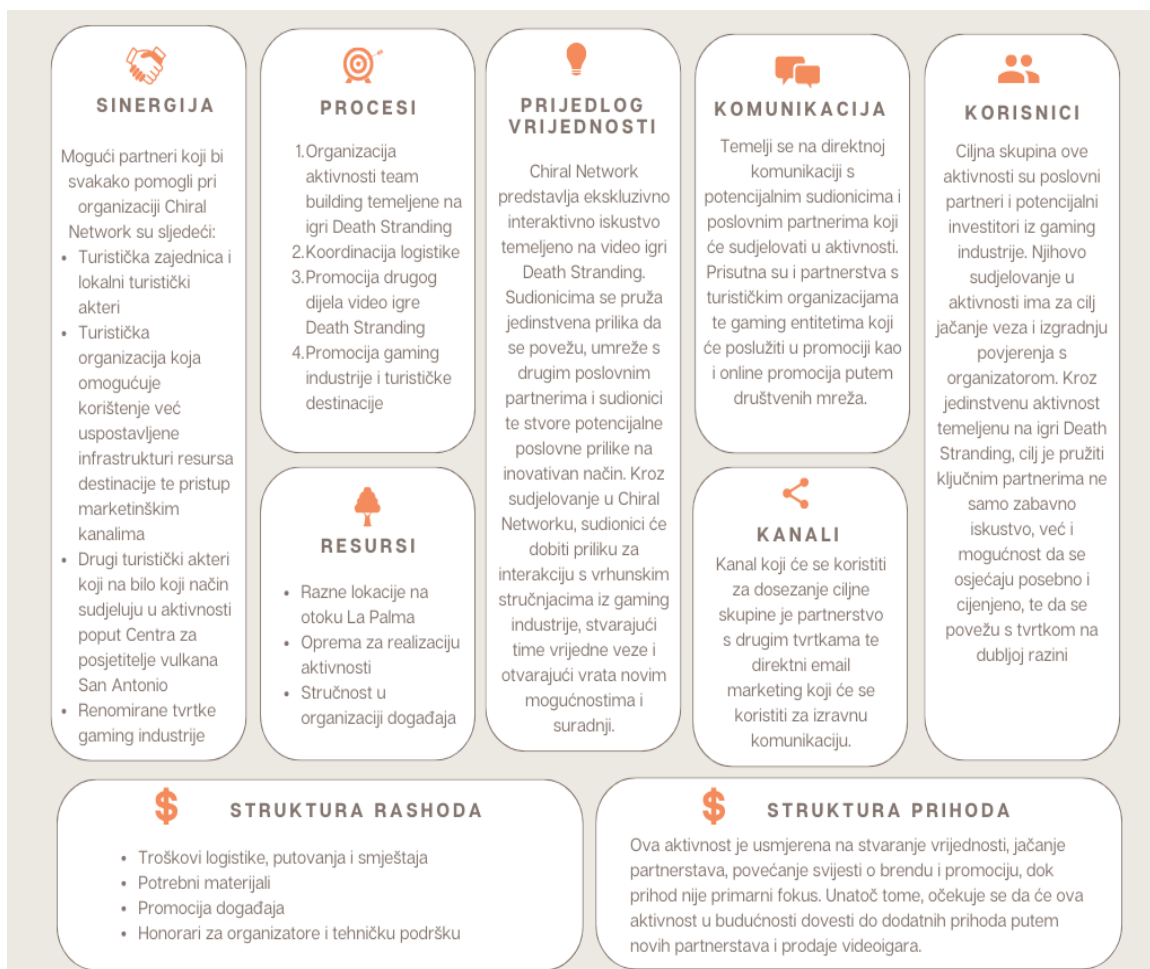 SINERGIJA
Mogući partneri koji bi
svakako pomogli pri
organizaciji Chiral
Network su sljedeći:
• Turistička zajednica i
lokalni turistički
akteri
• Turistička
organizacija koja
omogućuje
korištenje već
uspostavljene
infrastrukturi resursa
destinacije te pristup
marketinškim
kanalima
• Drugi turistički akteri
koji na bilo koji način
sudjeluju u aktivnosti
poput Centra za
posjetitelje vulkana
San Antonio
• Renomirane tvrtke
gaming industrije
PROCESI
1. Organizacija
aktivnosti team
building temeljene na
igri Death Stranding
2. Koordinacija logistike
3. Promocija drugog
dijela video igre
Death Stranding
4. Promocija gaming
industrije i turističke
destinacije
RESURSI
• Razne lokacije na
otoku La Palma
• Oprema za realizaciju
aktivnosti
• Stručnost u
organizaciji događaja
PRIJEDLOG
VRIJEDNOSTI
Chiral Network
predstavlja ekskluzivno
interaktivno iskustvo
temeljeno na video igri
Death Stranding.
Sudionicima se pruža
jedinstvena prilika da
se povežu, umreže s
drugim poslovnim
partnerima i sudionici
te stvore potencijalne
poslovne prilike na
inovativan način. Kroz
sudjelovanje u Chiral
Networku, sudionici će
dobiti priliku za
interakciju s vrhunskim
stručnjacima iz gaming
industrije, stvarajući
time vrijedne veze i
otvarajući vrata novim
mogućnostima i
suradnji.
KOMUNIKACIJA
Temelji se na direktnoj
komunikaciji s
potencijalnim sudionicima i
poslovnim partnerima koji
će sudjelovati u aktivnosti.
Prisutna su i partnerstva s
turističkim organizacijama
te gaming entitetima koji
će poslužiti u promociji kao
i online promocija putem
društvenih mreža.
KANALI
Kanal koji će se koristiti
za dosezanje ciljne
skupine je partnerstvo
s drugim tvrtkama te
direktni email
marketing koji će se
koristiti za izravnu
komunikaciju.
KORISNICI
Ciljna skupina ove
aktivnosti su poslovni
partneri i potencijalni
investitori iz gaming
industrije. Njihovo
sudjelovanje u
aktivnosti ima za cilj
jačanje veza i izgradnju
povjerenja s
organizatorom. Kroz
jedinstvenu aktivnost
temeljenu na igri Death
Stranding, cilj je pružiti
ključnim partnerima ne
samo zabavno
iskustvo, već i
mogućnost da se
osjećaju posebno i
cijenjeno, te da se
povežu s tvrtkom na
dubljoj razini
STRUKTURA RASHODA
• Troškovi logistike, putovanja i smještaja
• Potrebni materijali
• Promocija događaja
• Honorari za organizatore i tehničku podršku
STRUKTURA PRIHODA
Ova aktivnost je usmjerena na stvaranje vrijednosti, jačanje
partnerstava, povećanje svijesti o brendu i promociju, dok
prihod nije primarni fokus. Unatoč tome, očekuje se da će ova
aktivnost u budućnosti dovesti do dodatnih prihoda putem
novih partnerstava i prodaje videoigara.